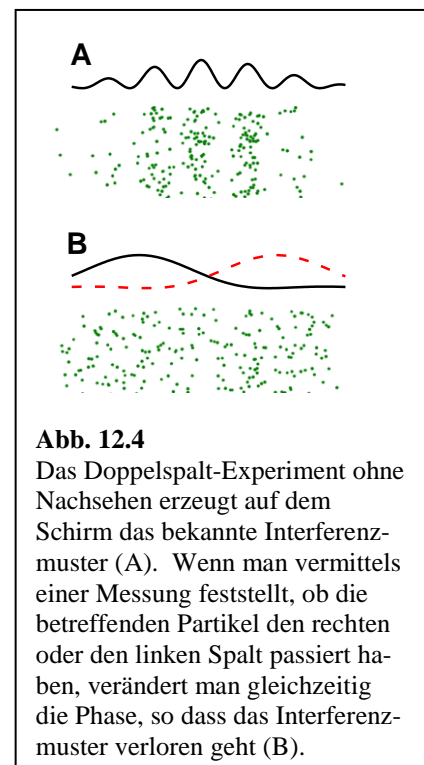 A
B
Abb. 12.4
Das Doppelspalt-Experiment ohne
Nachsehen erzeugt auf dem
Schirm das bekannte Interferenz-
muster (A). Wenn man vermittels
einer Messung feststellt, ob die
betreffenden Partikel den rechten
oder den linken Spalt passiert ha-
ben, verändert man gleichzeitig
die Phase, so dass das Interferenz-
muster verloren geht (B).